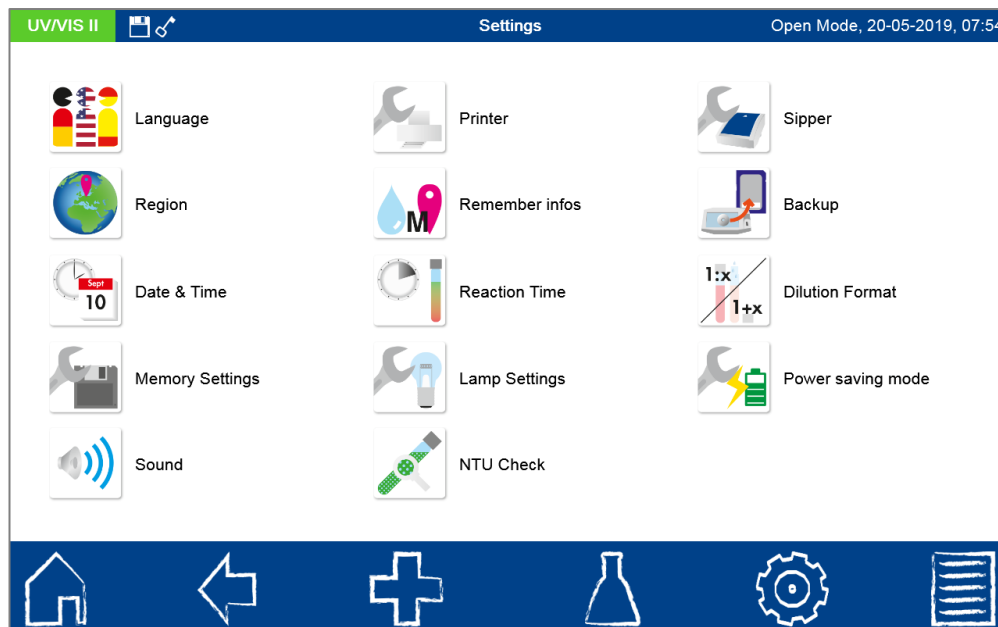 UV/VIS II Settings Open Mode, 20-05-2019, 07:54
Language Printer Sipper
Region M Remember infos Backup
Sept
10
Date & Time Reaction Time 1:x
1+x
Dilution Format
Memory Settings Lamp Settings Power saving mode
Sound NTU Check